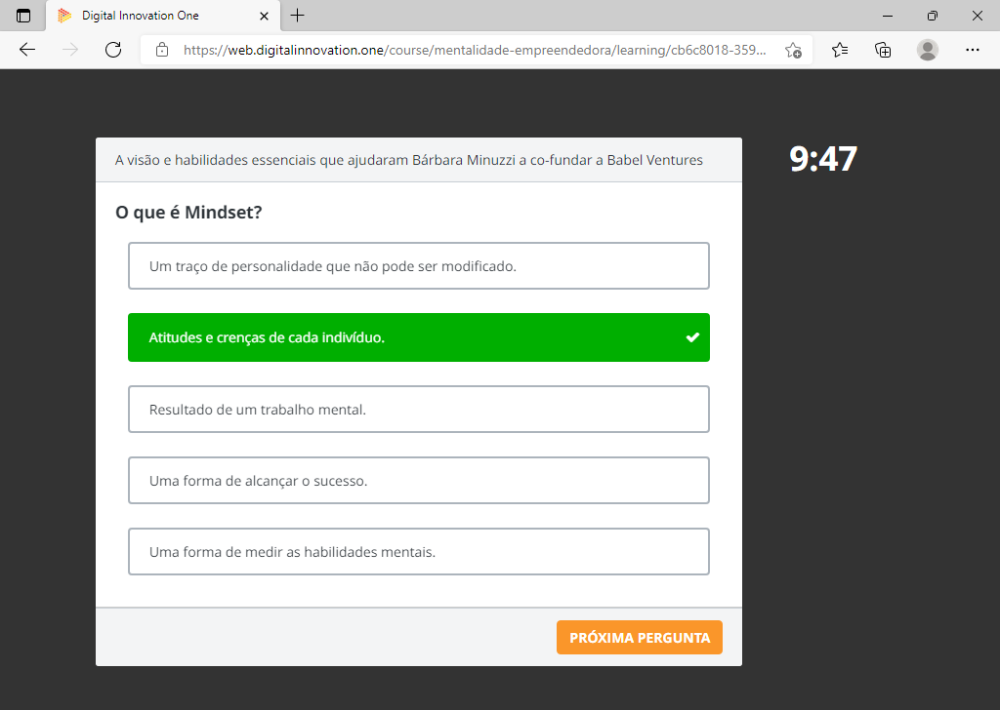 Digital Innovation One
https://web.digitalinnovation.one/course/mentalidade-empreendedora/learning/cb6c8018-359...
A visão e habilidades essenciais que ajudaram Bárbara Minuzzi a co-fundar a Babel Ventures
9:47
O que é Mindset?
Um traço de personalidade que não pode ser modificado.
Atitudes e crenças de cada indivíduo.
Resultado de um trabalho mental.
Uma forma de alcançar o sucesso.
Uma forma de medir as habilidades mentais.
PRÓXIMA PERGUNTA